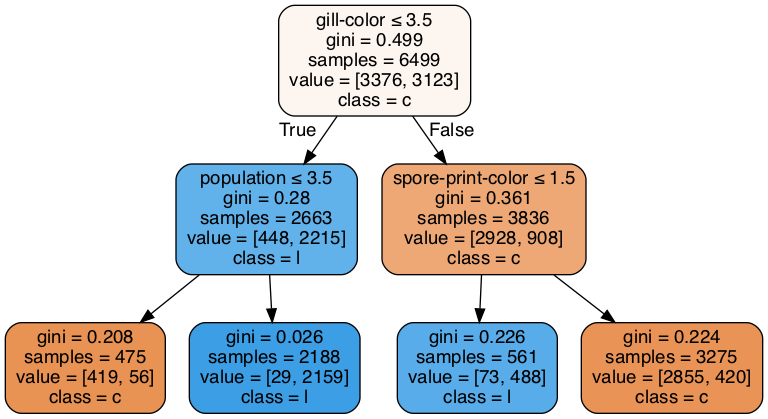 gill-color ≤ 3.5
gini = 0.499
samples = 6499
value = [3376, 3123]
class = c
True
False
population ≤ 3.5
gini = 0.28
samples = 2663
value = [448, 2215]
class = l
spore-print-color ≤ 1.5
gini = 0.361
samples = 3836
value = [2928, 908]
class = c
gini = 0.208
samples = 475
value = [419, 56]
class = c
gini = 0.026
samples = 2188
value = [29, 2159]
class = l
gini = 0.226
samples = 561
value = [73, 488]
class = l
gini = 0.224
samples = 3275
value = [2855, 420]
class = c